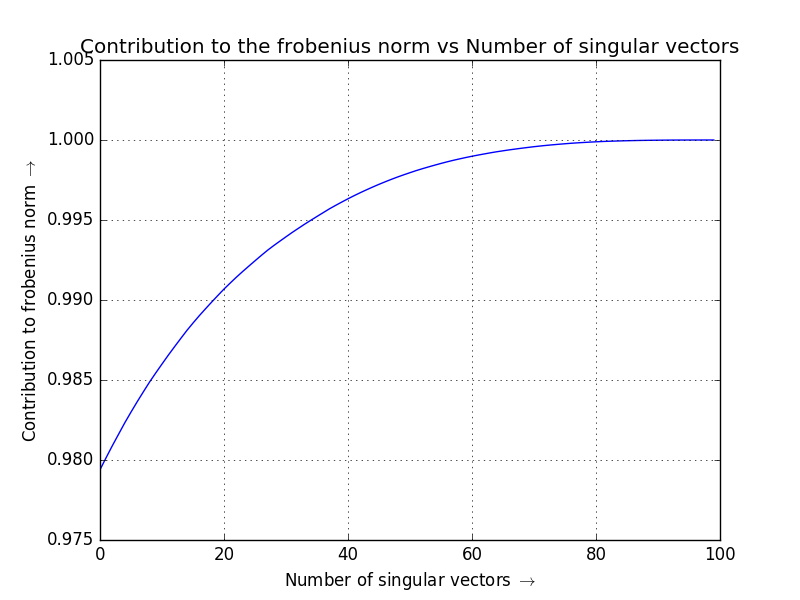 Contribution to the frobenius norm vs Number of singular vectors
1.005
1.000
0.995
0.990
0.985
0.980
0.975
Contribution to frobenius norm →
0 20 40 60 80 100
Number of singular vectors →